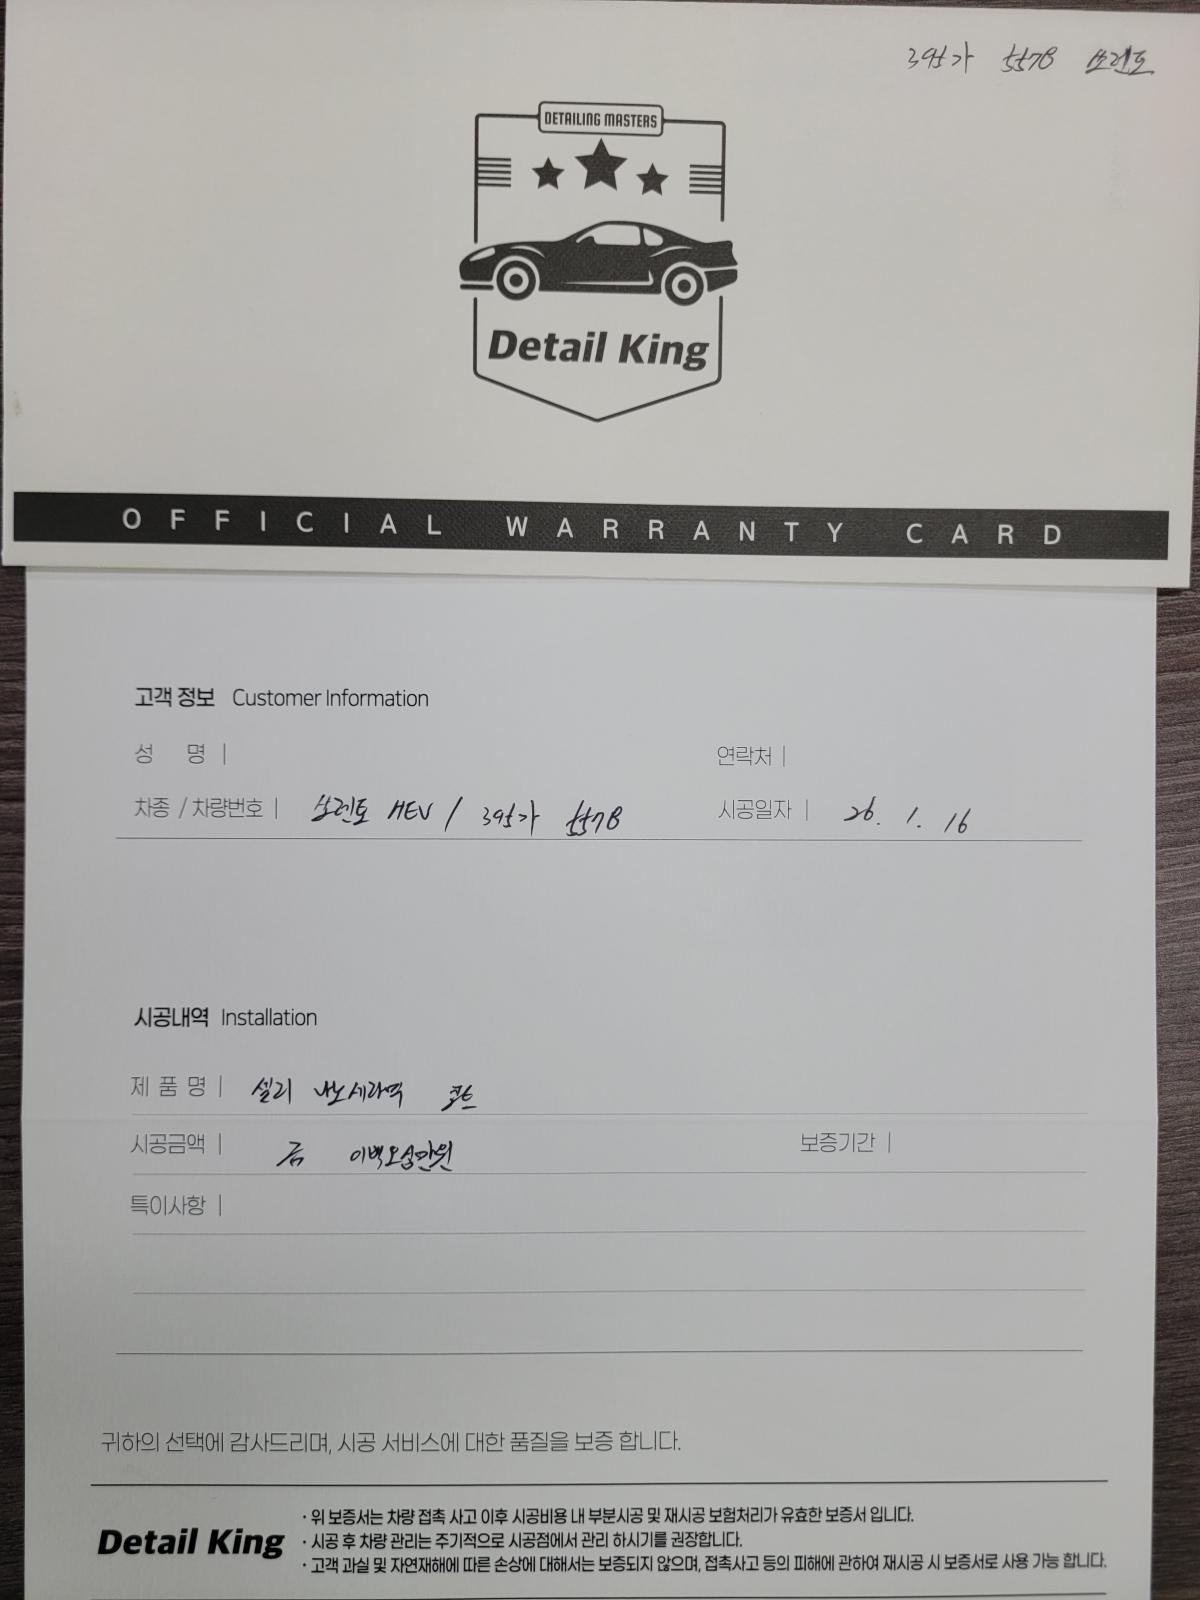 395가 5578 쏘렌토
DETAILING MASTERS
Detail King
OFFICIAL WARRANTY CARD
고객 정보 Customer Information
성 명 |
연락처 |
차종 / 차량번호 | 쏘렌토 HEV / 395가 5578
시공일자 | 26. 1. 16
시공내역 Installation
제 품 명 | 셀리 나노세라믹 코트
시공금액 | 금 이백오십만원
보증기간 |
특이사항 |
귀하의 선택에 감사드리며, 시공 서비스에 대한 품질을 보증 합니다.
Detail King
· 위 보증서는 차량 접촉 사고 이후 시공비용 내 부분시공 및 재시공 보험처리가 유효한 보증서 입니다.
· 시공 후 차량 관리는 주기적으로 시공점에서 관리 하시기를 권장합니다.
· 고객 과실 및 자연재해에 따른 손상에 대해서는 보증되지 않으며, 접촉사고 등의 피해에 관하여 재시공 시 보증서로 사용 가능 합니다.